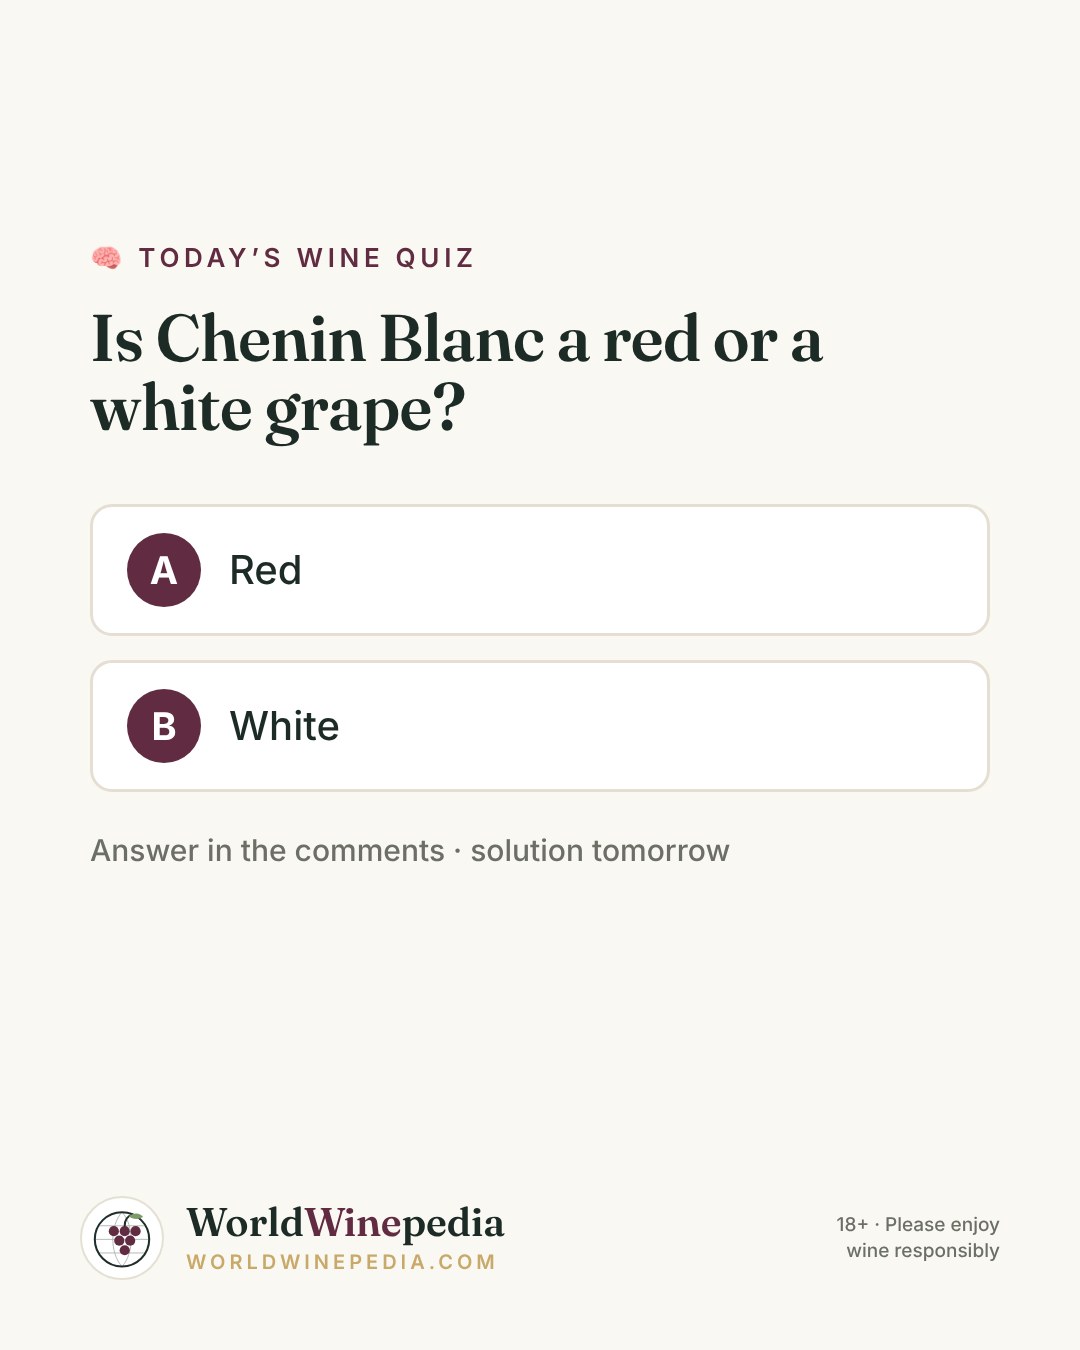 🧠 TODAY’S WINE QUIZ
Is Chenin Blanc a red or a
white grape?
A Red
B White
Answer in the comments · solution tomorrow
WorldWinepedia
WORLDWINEPEDIA.COM
18+ · Please enjoy
wine responsibly